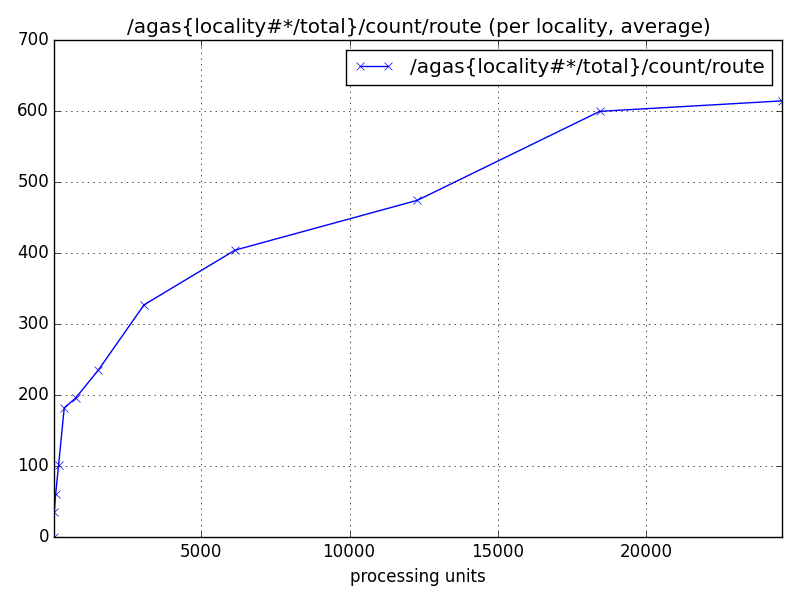 /agas{locality#*/total}/count/route (per locality, average)
700
/agas{locality#*/total}/count/route
600
500
400
300
200
100
0
5000 10000 15000 20000
processing units